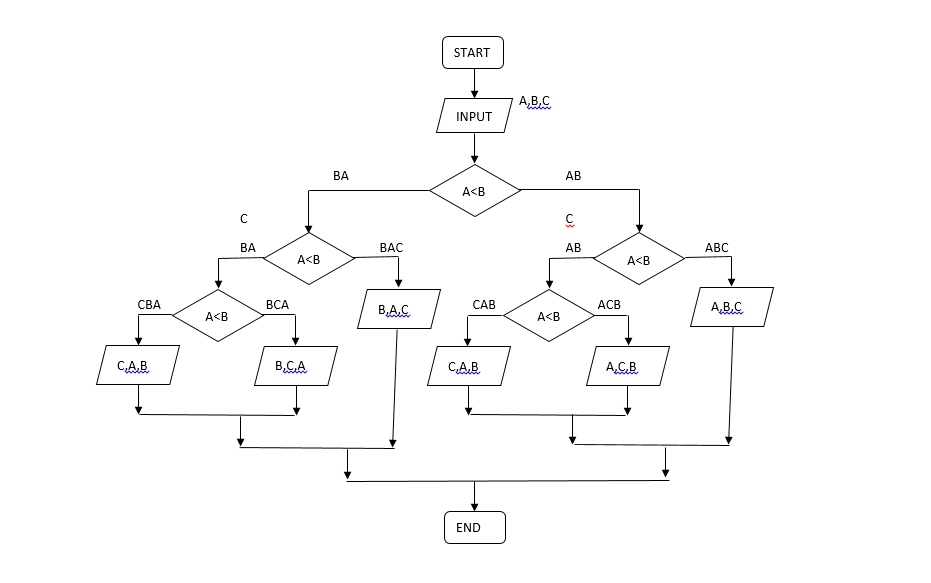 START
A,B,C
INPUT
BA
AB
A<B
C
C
BA
BAC
AB
ABC
A<B
A<B
CBA
BCA
CAB
ACB
B,A,C
A,B,C
A<B
A<B
C,A,B
B,C,A
C,A,B
A,C,B
END